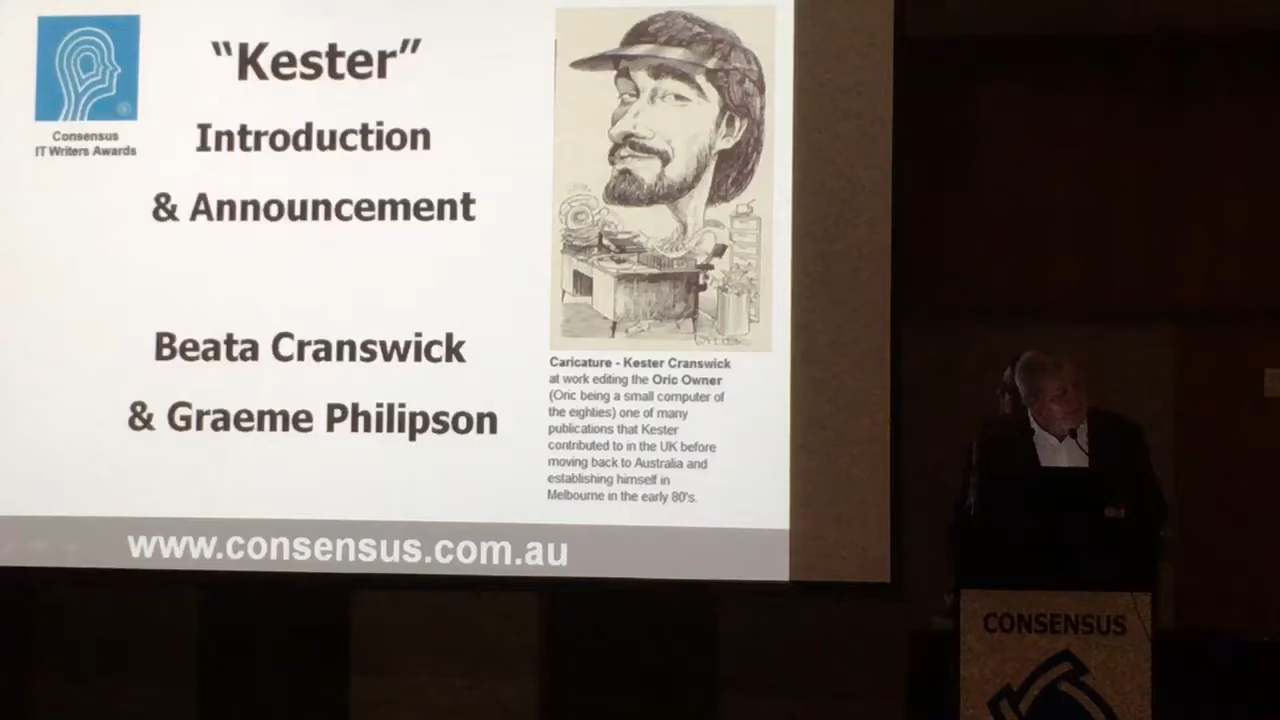 “Kester”
Introduction
& Announcement
Beata Cranswick
& Graeme Philipson
Consensus
IT Writers Awards
Caricature - Kester Cranswick
at work editing the Oric Owner
(Oric being a small computer of
the eighties) one of many
publications that Kester
contributed to in the UK before
moving back to Australia and
establishing himself in
Melbourne in the early 80's.
www.consensus.com.au
CONSENSUS